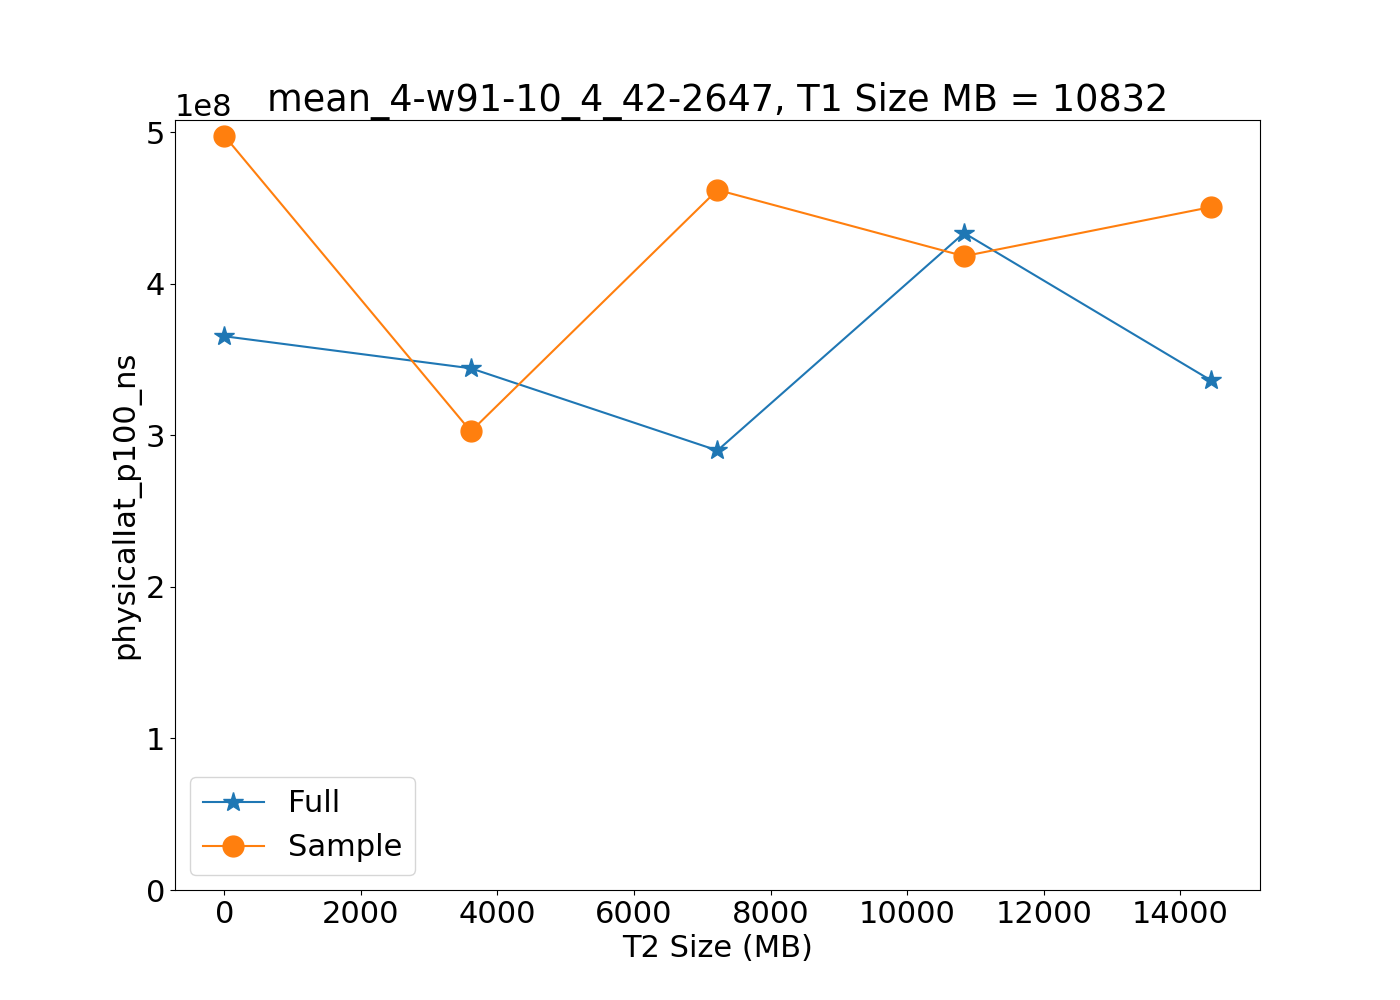 1e8
mean_4-w91-10_4_42-2647, T1 Size MB = 10832
physicallat_p100_ns
5
4
3
2
1
0
Full
Sample
0 2000 4000 6000 8000 10000 12000 14000
T2 Size (MB)